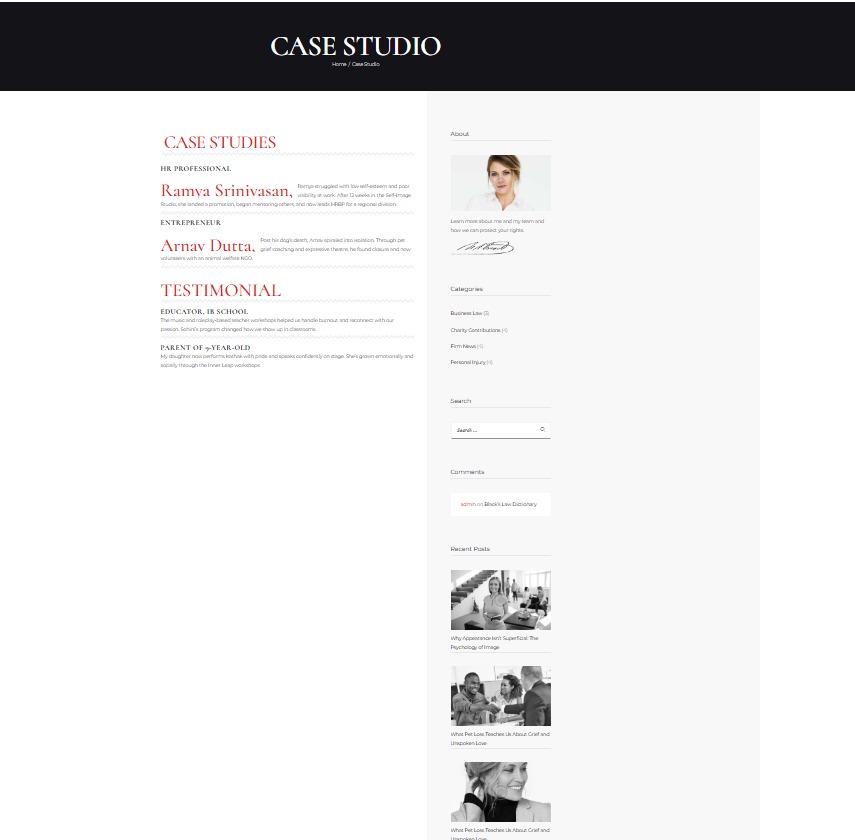 CASE STUDIO
Home / Case Studio
CASE STUDIES
HR PROFESSIONAL
Ramya Srinivasan, Ramya struggled with low self-esteem and poor
visibility at work. After 12 weeks in the Self-Image
Studio, she landed a promotion, began mentoring others, and now leads HRBP for a regional division.
ENTREPRENEUR
Arnav Dutta, Post his dog's death, Arnav spiraled into isolation. Through pet
grief coaching and expressive theatre, he found closure and now
volunteers with an animal welfare NGO.
TESTIMONIAL
EDUCATOR, IB SCHOOL
The music and roleplay-based teacher workshops helped us handle burnout and reconnect with our
passion. Sohini's program changed how we show up in classrooms.
PARENT OF 9-YEAR-OLD
My daughter now performs kathak with pride and speaks confidently on stage. She's grown emotionally and
socially through the Inner Leap workshops
About
Learn more about me and my team and
how we can protect your rights.
Categories
Business Law (3)
Charity Contributions (4)
Firm News (4)
Personal Injury (4)
Search
Search ...
Comments
admin on Black's Law Dictionary
Recent Posts
Why Appearance Isn't Superficial: The
Psychology of Image
What Pet Loss Teaches Us About Grief and
Unspoken Love
What Pet Loss Teaches Us About Grief and
Unspoken Love